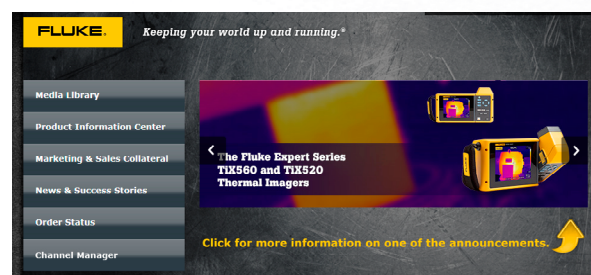 FLUKE®
Keeping your world up and running.®
Media Library
Product Information Center
Marketing & Sales Collateral
News & Success Stories
Order Status
Channel Manager
The Fluke Expert Series
TiX560 and TiX520
Thermal Imagers
Click for more information on one of the announcements.